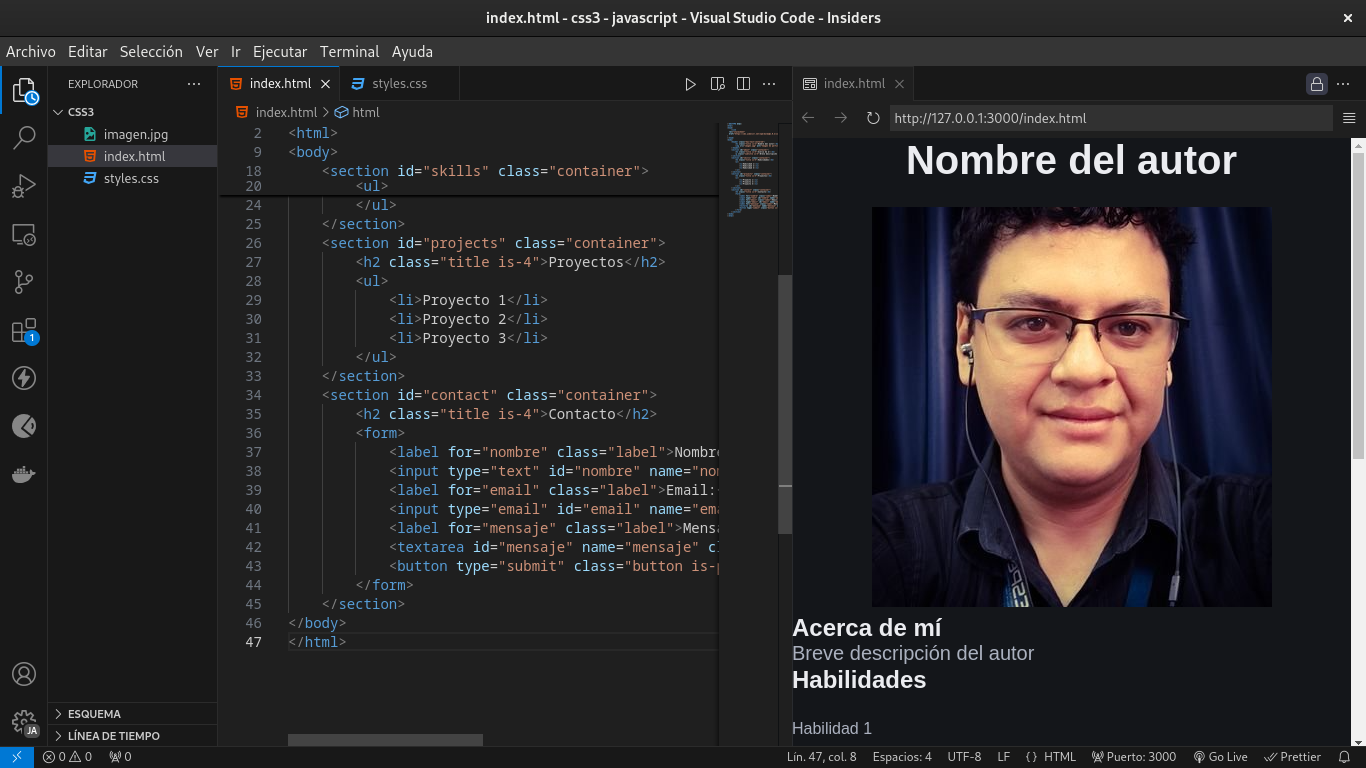 index.html - css3 - javascript - Visual Studio Code - Insiders
Archivo Editar Selección Ver Ir Ejecutar Terminal Ayuda
EXPLORADOR
CSS3
imagen.jpg
index.html
styles.css
1
ESQUEMA
LÍNEA DE TIEMPO
JA
index.html
styles.css
index.html > html
2 <html>
9 <body>
18 <section id="skills" class="container">
20 <ul>
24 </ul>
25 </section>
26 <section id="projects" class="container">
27 <h2 class="title is-4">Proyectos</h2>
28 <ul>
29 <li>Proyecto 1</li>
30 <li>Proyecto 2</li>
31 <li>Proyecto 3</li>
32 </ul>
33 </section>
34 <section id="contact" class="container">
35 <h2 class="title is-4">Contacto</h2>
36 <form>
37 <label for="nombre" class="label">Nombre
38 <input type="text" id="nombre" name="nom
39 <label for="email" class="label">Email:
40 <input type="email" id="email" name="ema
41 <label for="mensaje" class="label">Mensa
42 <textarea id="mensaje" name="mensaje" cl
43 <button type="submit" class="button is-p
44 </form>
45 </section>
46 </body>
47 </html>
index.html
http://127.0.0.1:3000/index.html
Nombre del autor
Acerca de mí
Breve descripción del autor
Habilidades
Habilidad 1
0 0 0
Lín. 47, col. 8 Espacios: 4 UTF-8 LF { } HTML Puerto: 3000 Go Live Prettier